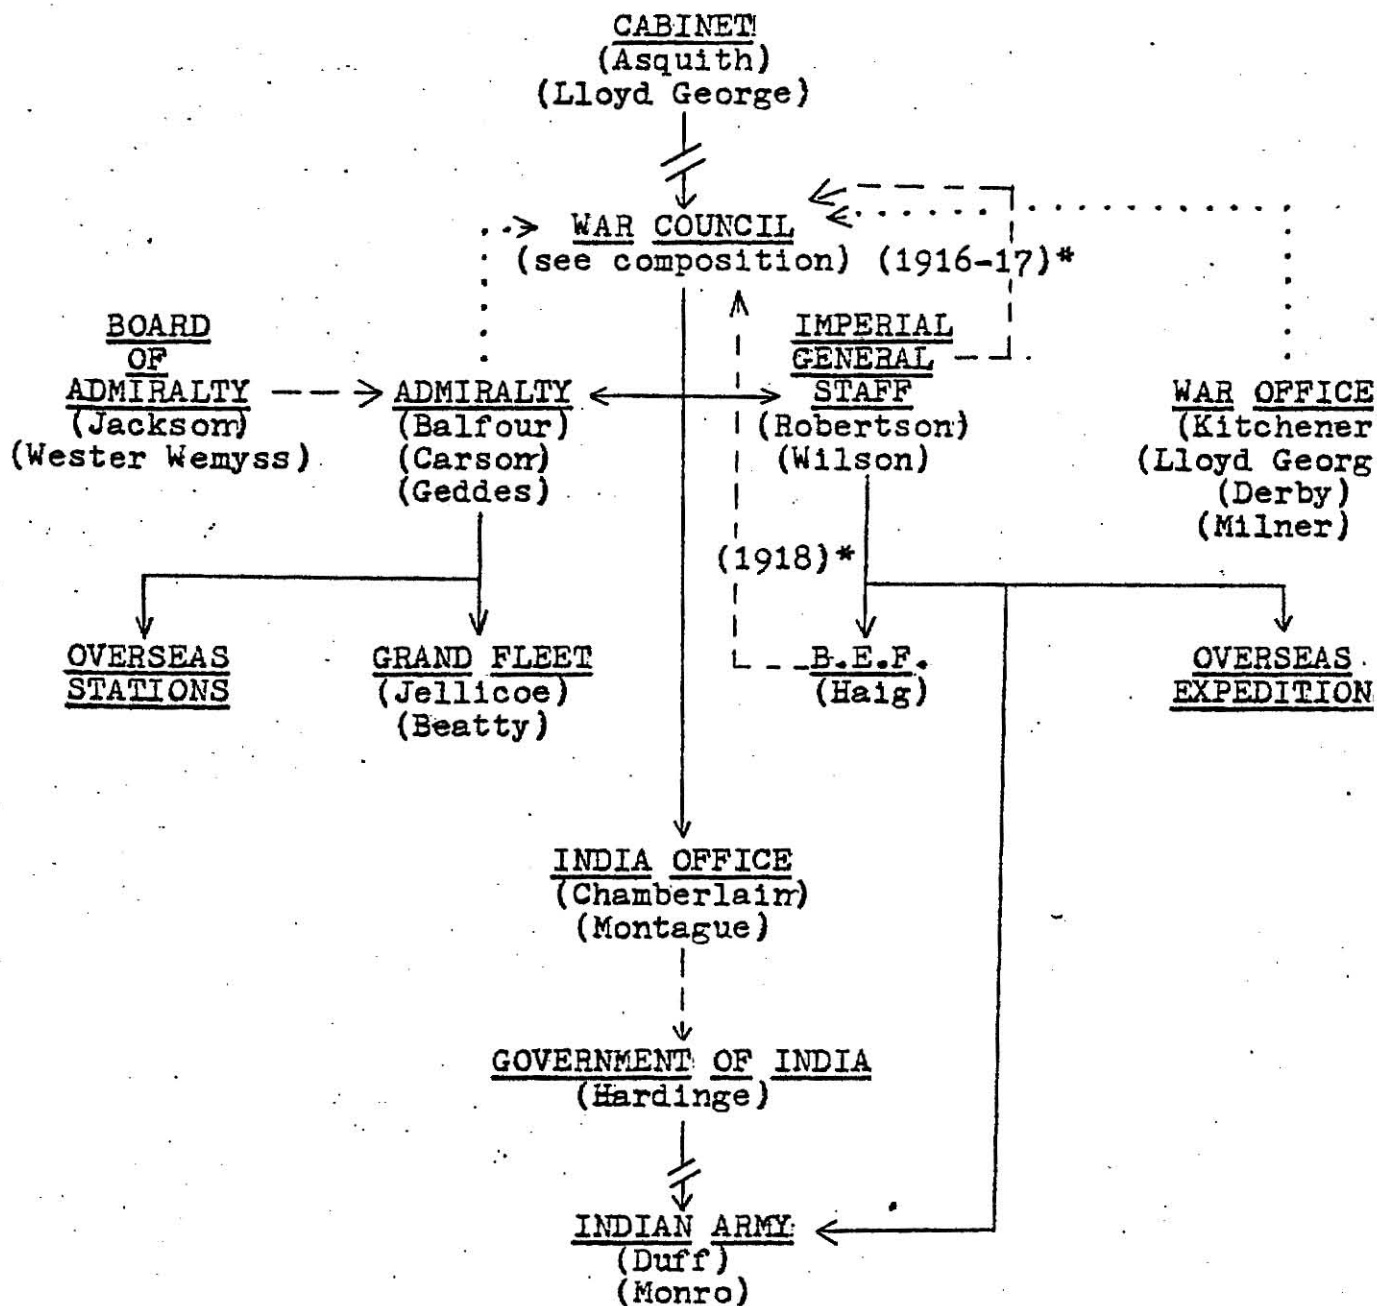 CABINET
(Asquith)
(Lloyd George)
WAR COUNCIL
(see composition) (1916-17)*
BOARD
OF
ADMIRALTY
(Jackson)
(Wester Wemyss)
ADMIRALTY
(Balfour)
(Carson)
(Geddes)
IMPERIAL
GENERAL
STAFF
(Robertson)
(Wilson)
WAR OFFICE
(Kitchener
(Lloyd Georg
(Derby)
(Milner)
(1918)*
OVERSEAS
STATIONS
GRAND FLEET
(Jellicoe)
(Beatty)
B.E.F.
(Haig)
OVERSEAS
EXPEDITION
INDIA OFFICE
(Chamberlain)
(Montague)
GOVERNMENT OF INDIA
(Hardinge)
INDIAN ARMY
(Duff)
(Monro)